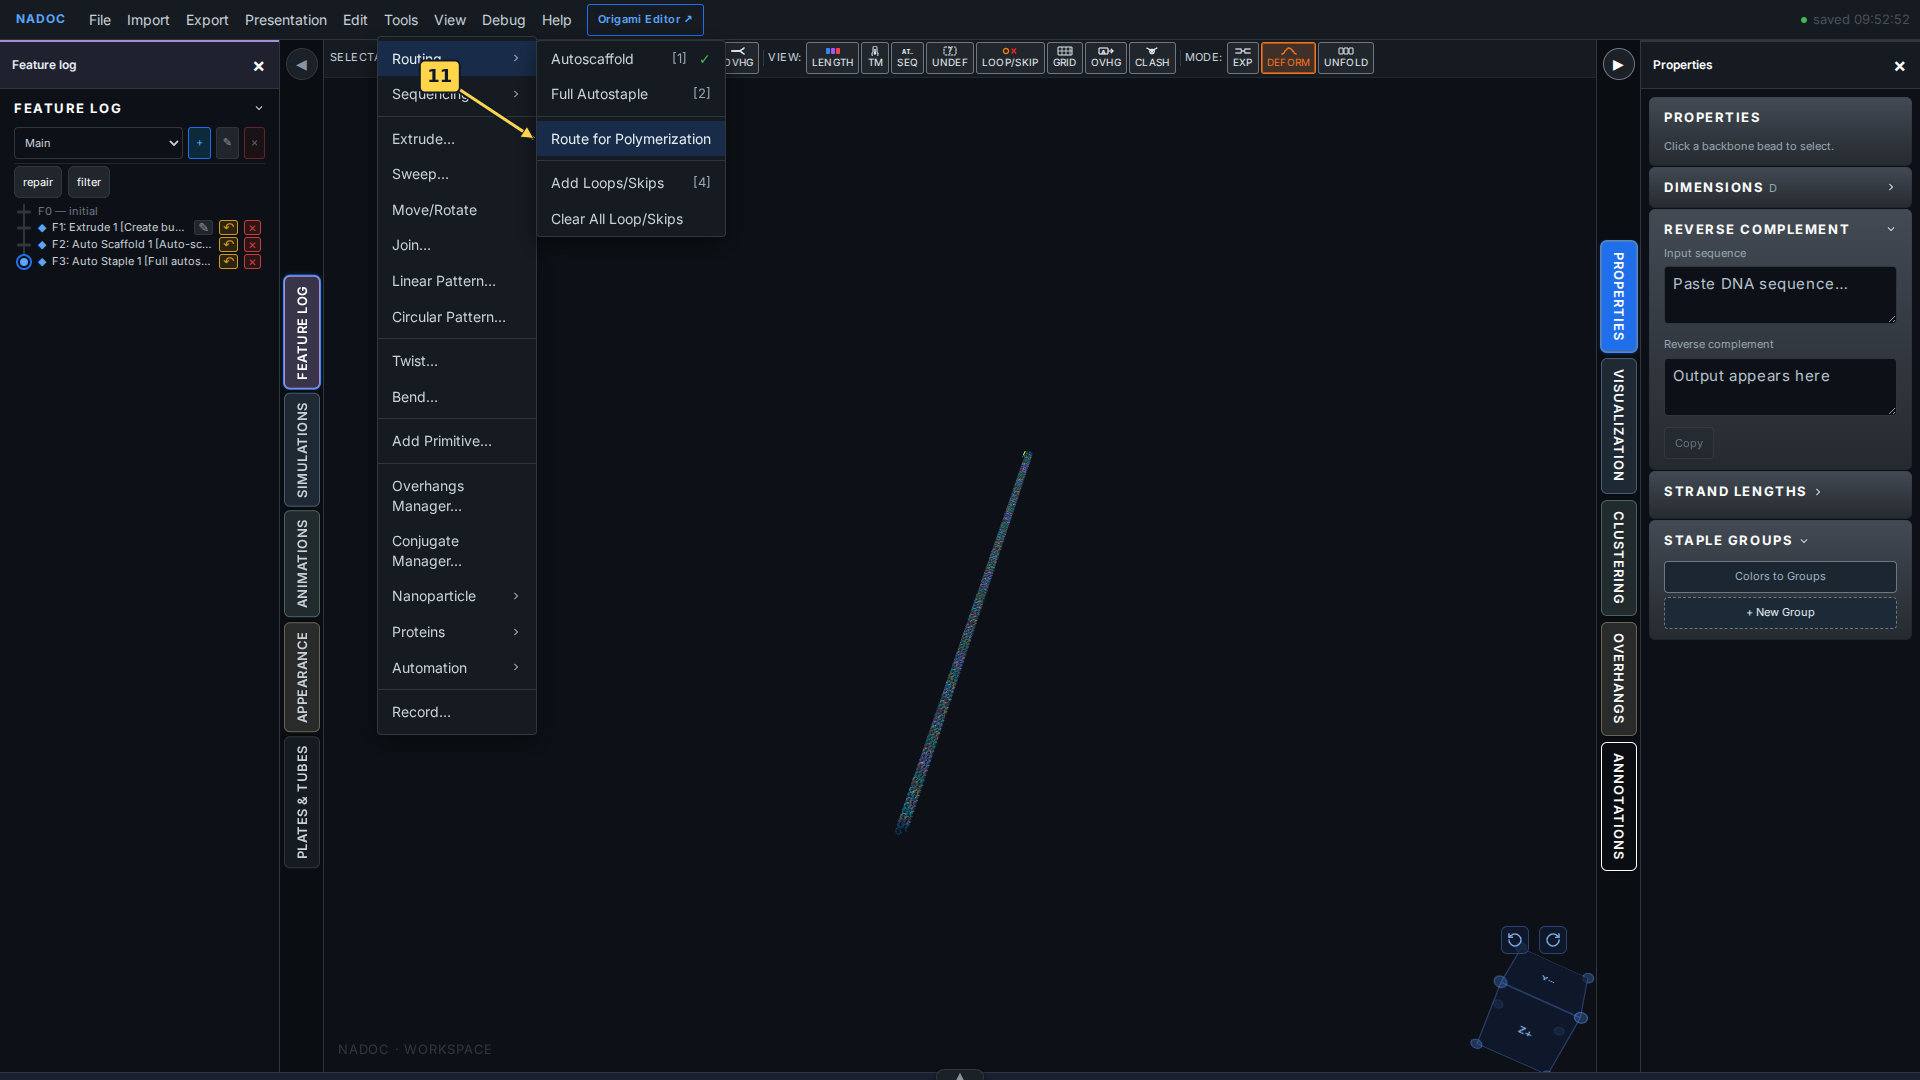 NADOC
File Import Export Presentation Edit Tools View Debug Help Origami Editor ↗
saved 09:52:52
Feature log
FEATURE LOG
Main
+ ✎ ×
repair filter
F0 — initial
F1: Extrude 1 [Create bu...
F2: Auto Scaffold 1 [Auto-sc...
F3: Auto Staple 1 [Full autos...
FEATURE LOG
SIMULATIONS
ANIMATIONS
APPEARANCE
PLATES & TUBES
11
Sequencing
Extrude...
Sweep...
Move/Rotate
Join...
Linear Pattern...
Circular Pattern...
Twist...
Bend...
Add Primitive...
Overhangs
Manager...
Conjugate
Manager...
Nanoparticle
Proteins
Automation
Record...
Routing
Autoscaffold [1] ✓
Full Autostaple [2]
Route for Polymerization
Add Loops/Skips [4]
Clear All Loop/Skips
VIEW: LENGTH TM SEQ UNDEF LOOP/SKIP GRID OVHG CLASH MODE: EXP DEFORM UNFOLD
Z+
NADOC · WORKSPACE
PROPERTIES
VISUALIZATION
CLUSTERING
OVERHANGS
ANNOTATIONS
Properties
PROPERTIES
Click a backbone bead to select.
DIMENSIONS D
REVERSE COMPLEMENT
Input sequence
Paste DNA sequence...
Reverse complement
Output appears here
Copy
STRAND LENGTHS
STAPLE GROUPS
Colors to Groups
+ New Group